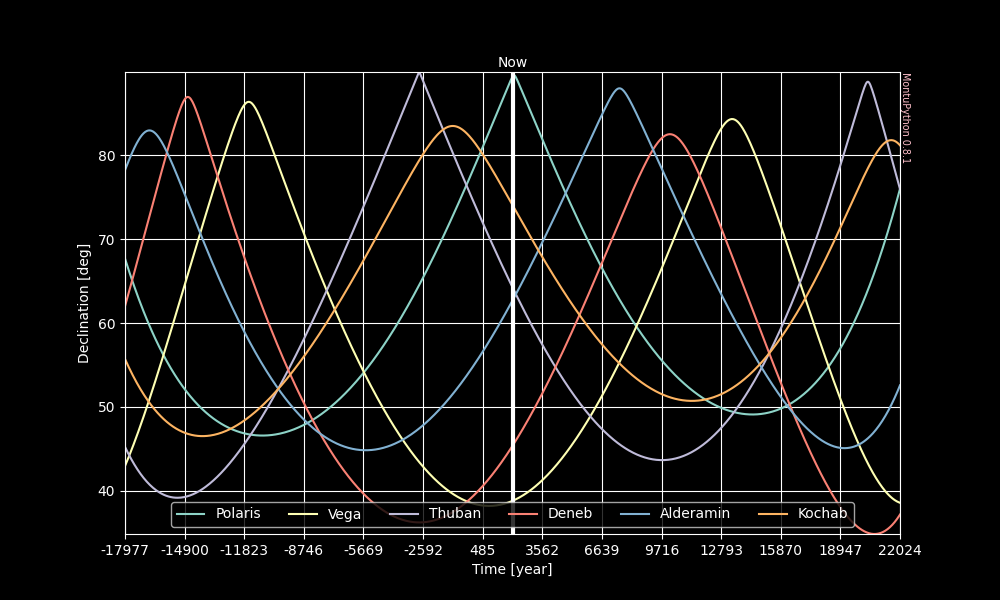 Now
MontuPython 0.8.1
Declination [deg]
80
70
60
50
40
Polaris Vega Thuban Deneb Alderamin Kochab
-17977 -14900 -11823 -8746 -5669 -2592 485 3562 6639 9716 12793 15870 18947 22024
Time [year]